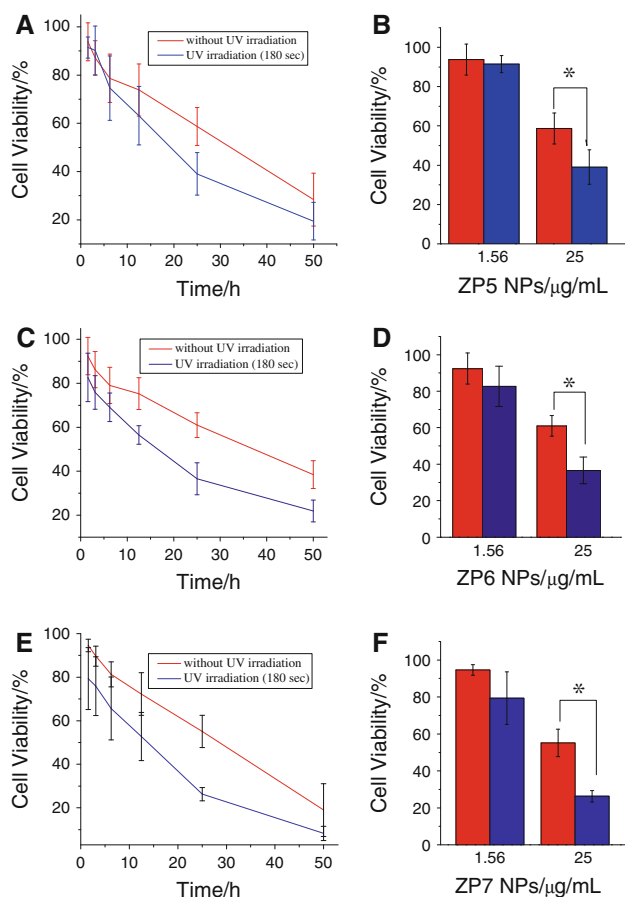 A
100
80
60
40
20
without UV irradiation
UV irradiation (180 sec)
Cell Viability/%
0 10 20 30 40 50
Time/h
B
100
80
60
40
20
0
*
Cell Viability/%
1.56 25
ZP5 NPs/μg/mL
C
100
80
60
40
20
without UV irradiation
UV irradiation (180 sec)
Cell Viability/%
0 10 20 30 40 50
Time/h
D
100
80
60
40
20
0
*
Cell Viability/%
1.56 25
ZP6 NPs/μg/mL
E
100
80
60
40
20
without UV irradiation
UV irradiation (180 sec)
Cell Viability/%
0 10 20 30 40 50
Time/h
F
100
80
60
40
20
0
*
Cell Viability/%
1.56 25
ZP7 NPs/μg/mL